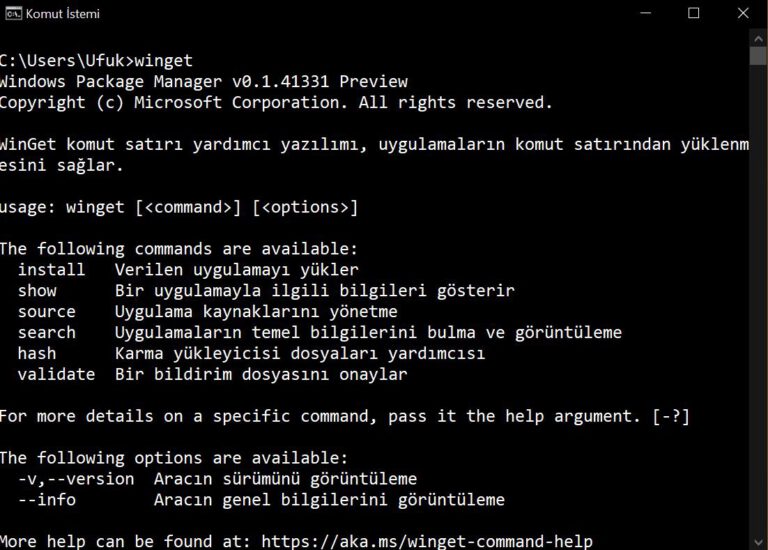 Komut İstemi
C:\Users\Ufuk>winget
Windows Package Manager v0.1.41331 Preview
Copyright (c) Microsoft Corporation. All rights reserved.
WinGet komut satırı yardımcı yazılımı, uygulamaların komut satırından yüklenm
esini sağlar.
usage: winget [<command>] [<options>]
The following commands are available:
install Verilen uygulamayı yükler
show Bir uygulamayla ilgili bilgileri gösterir
source Uygulama kaynaklarını yönetme
search Uygulamaların temel bilgilerini bulma ve görüntüleme
hash Karma yükleyicisi dosyaları yardımcısı
validate Bir bildirim dosyasını onaylar
For more details on a specific command, pass it the help argument. [-?]
The following options are available:
-v,--version Aracın sürümünü görüntüleme
--info Aracın genel bilgilerini görüntüleme
More help can be found at: https://aka.ms/winget-command-help